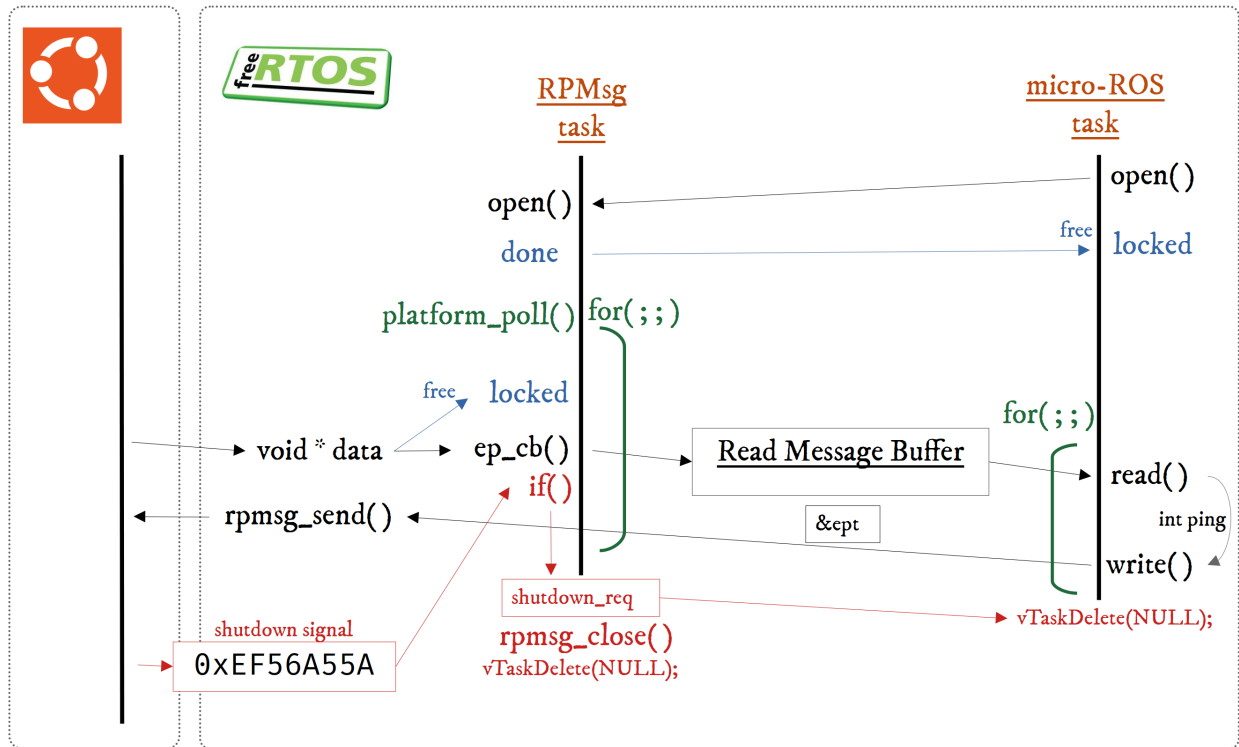 free RTOS
RPMsg
task
micro-ROS
task
open()
open()
done
free
locked
platform_poll()
for(;;)
free
locked
for(;;)
void * data
ep_cb()
Read Message Buffer
read()
if()
rpmsg_send()
&ept
int ping
write()
shutdown_req
vTaskDelete(NULL);
shutdown signal
rpmsg_close()
0xEF56A55A
vTaskDelete(NULL);